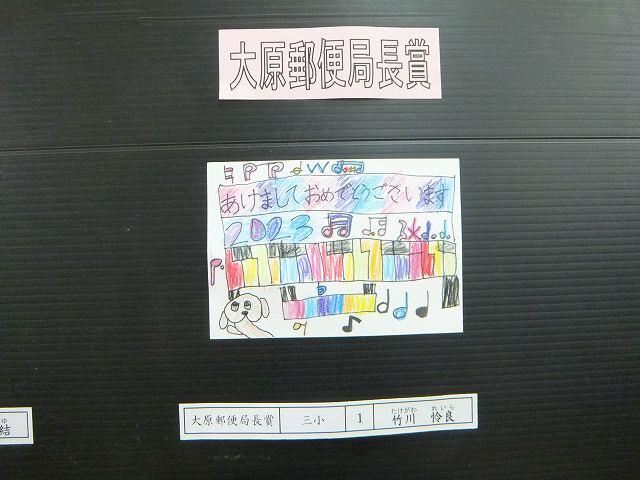 大原郵便局長賞
あけましておめでとうございます
2023
大原郵便局長賞 三小 1 竹川 怜良
たけがわ れいら
結
ゆ